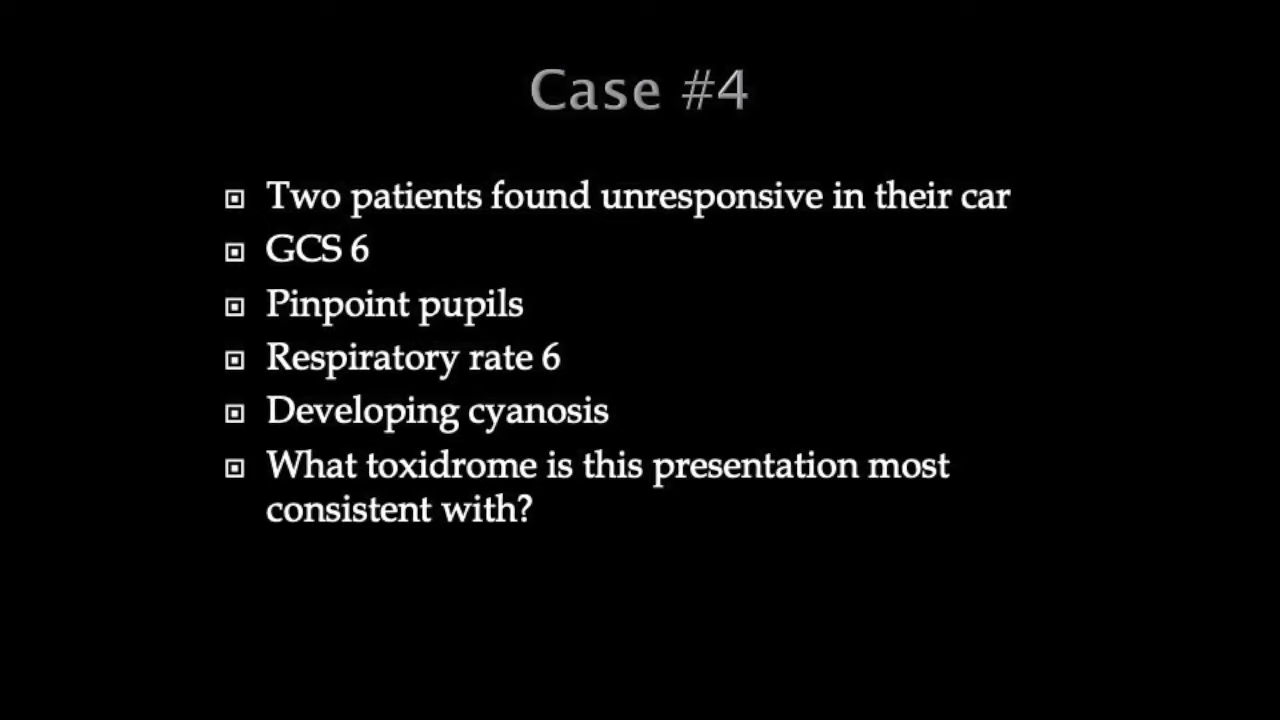 Case #4
Two patients found unresponsive in their car
GCS 6
Pinpoint pupils
Respiratory rate 6
Developing cyanosis
What toxidrome is this presentation most
consistent with?